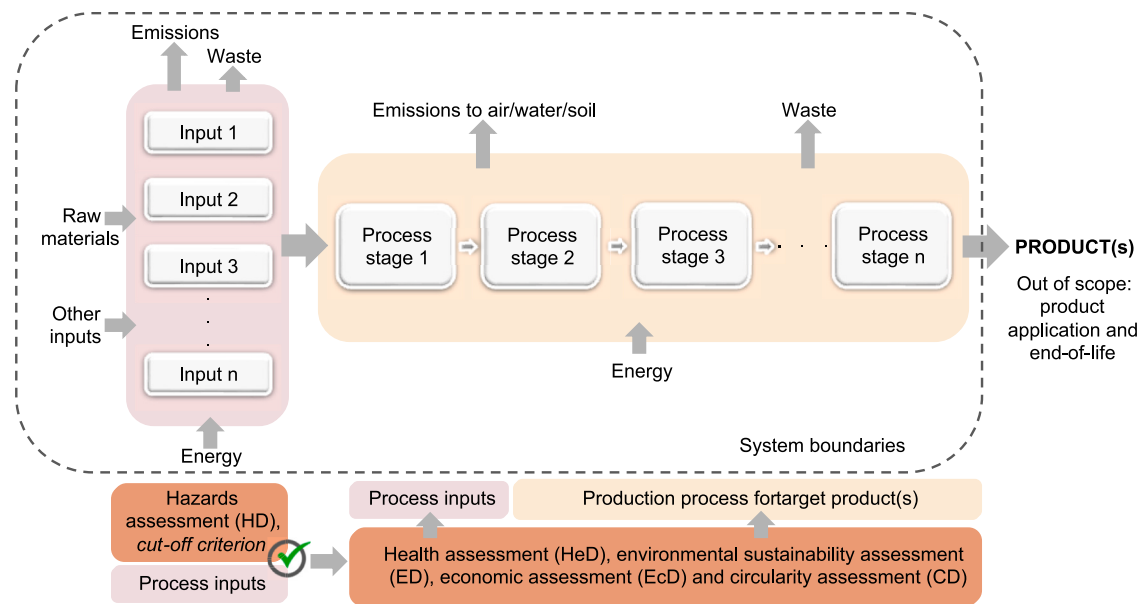 Emissions
Waste
Input 1
Input 2
Input 3
.
.
.
Input n
Raw
materials
Other
inputs
Energy
Emissions to air/water/soil
Waste
Process
stage 1
Process
stage 2
Process
stage 3
. . .
Process
stage n
Energy
PRODUCT(s)
Out of scope:
product
application and
end-of-life
System boundaries
Hazards
assessment (HD),
cut-off criterion
Process inputs
Process inputs
Production process fortarget product(s)
Health assessment (HeD), environmental sustainability assessment
(ED), economic assessment (EcD) and circularity assessment (CD)